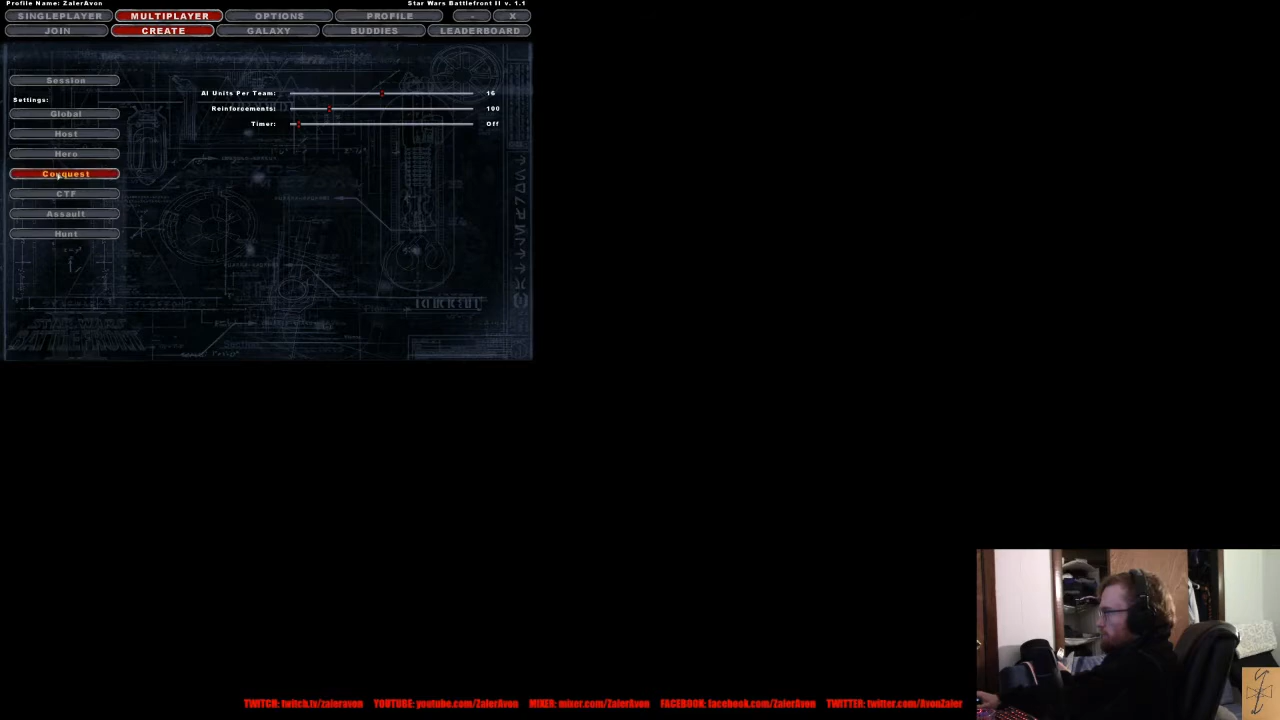 Profile Name: ZalerAvon
Star Wars Battlefront II v. 1.1
SINGLEPLAYER MULTIPLAYER OPTIONS PROFILE - X
JOIN CREATE GALAXY BUDDIES LEADERBOARD
Session
Settings:
Global
Host
Hero
Conquest
CTF
Assault
Hunt
AI Units Per Team: 16
Reinforcements: 100
Timer: Off
TWITCH: twitch.tv/zaleravon YOUTUBE: youtube.com/ZalerAvon MIXER: mixer.com/ZalerAvon FACEBOOK: facebook.com/ZalerAvon TWITTER: twitter.com/AvonZaler